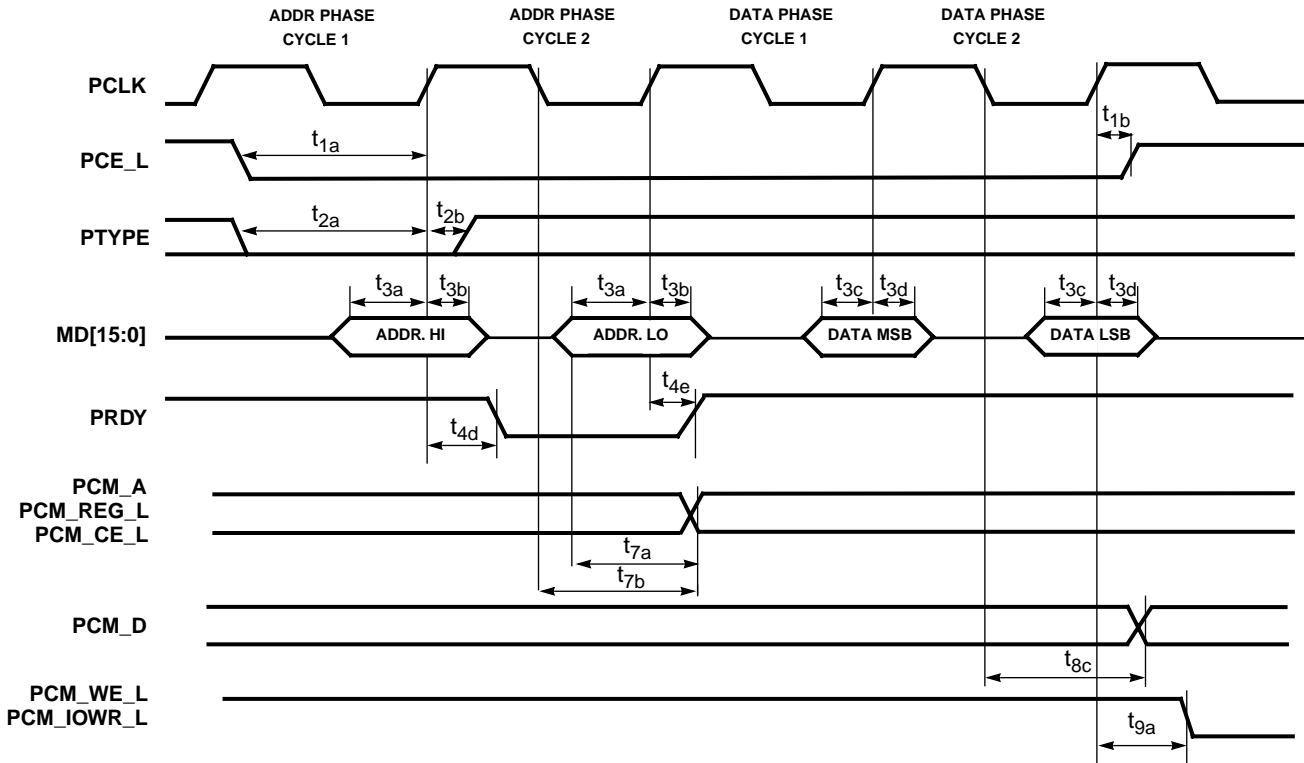 ADDR PHASE
CYCLE 1
ADDR PHASE
CYCLE 2
DATA PHASE
CYCLE 1
DATA PHASE
CYCLE 2
PCLK
t1b
PCE_L
t1a
PTYPE
t2a
t2b
t3a
t3b
t3a
t3b
t3c
t3d
t3c
t3d
MD[15:0]
ADDR. HI
ADDR. LO
DATA MSB
DATA LSB
PRDY
t4e
t4d
PCM_A
PCM_REG_L
PCM_CE_L
t7a
t7b
PCM_D
t8c
PCM_WE_L
PCM_IOWR_L
t9a